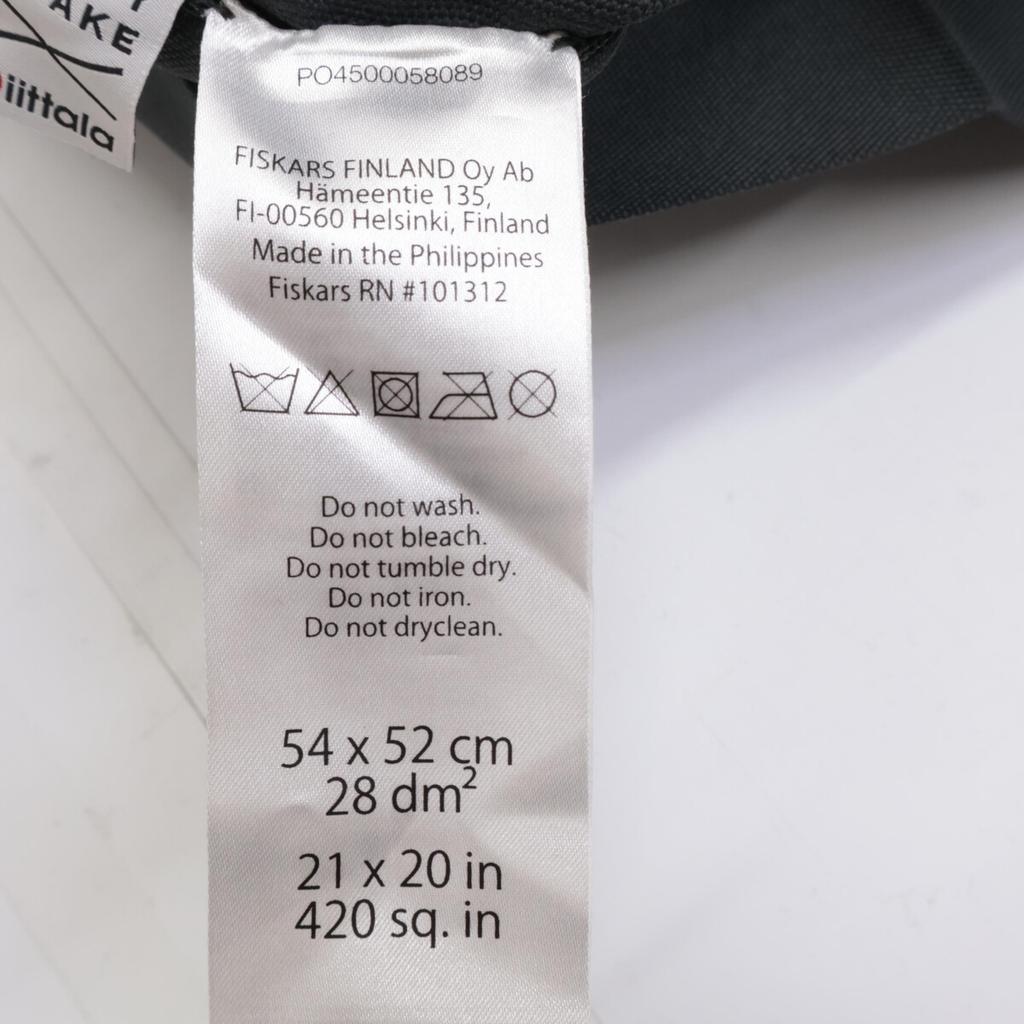 AKE
iittala
PO4500058089
FISKARS FINLAND Oy Ab
Hämeentie 135,
FI-00560 Helsinki, Finland
Made in the Philippines
Fiskars RN #101312
Do not wash.
Do not bleach.
Do not tumble dry.
Do not iron.
Do not dryclean.
54 x 52 cm
28 dm²
21 x 20 in
420 sq. in